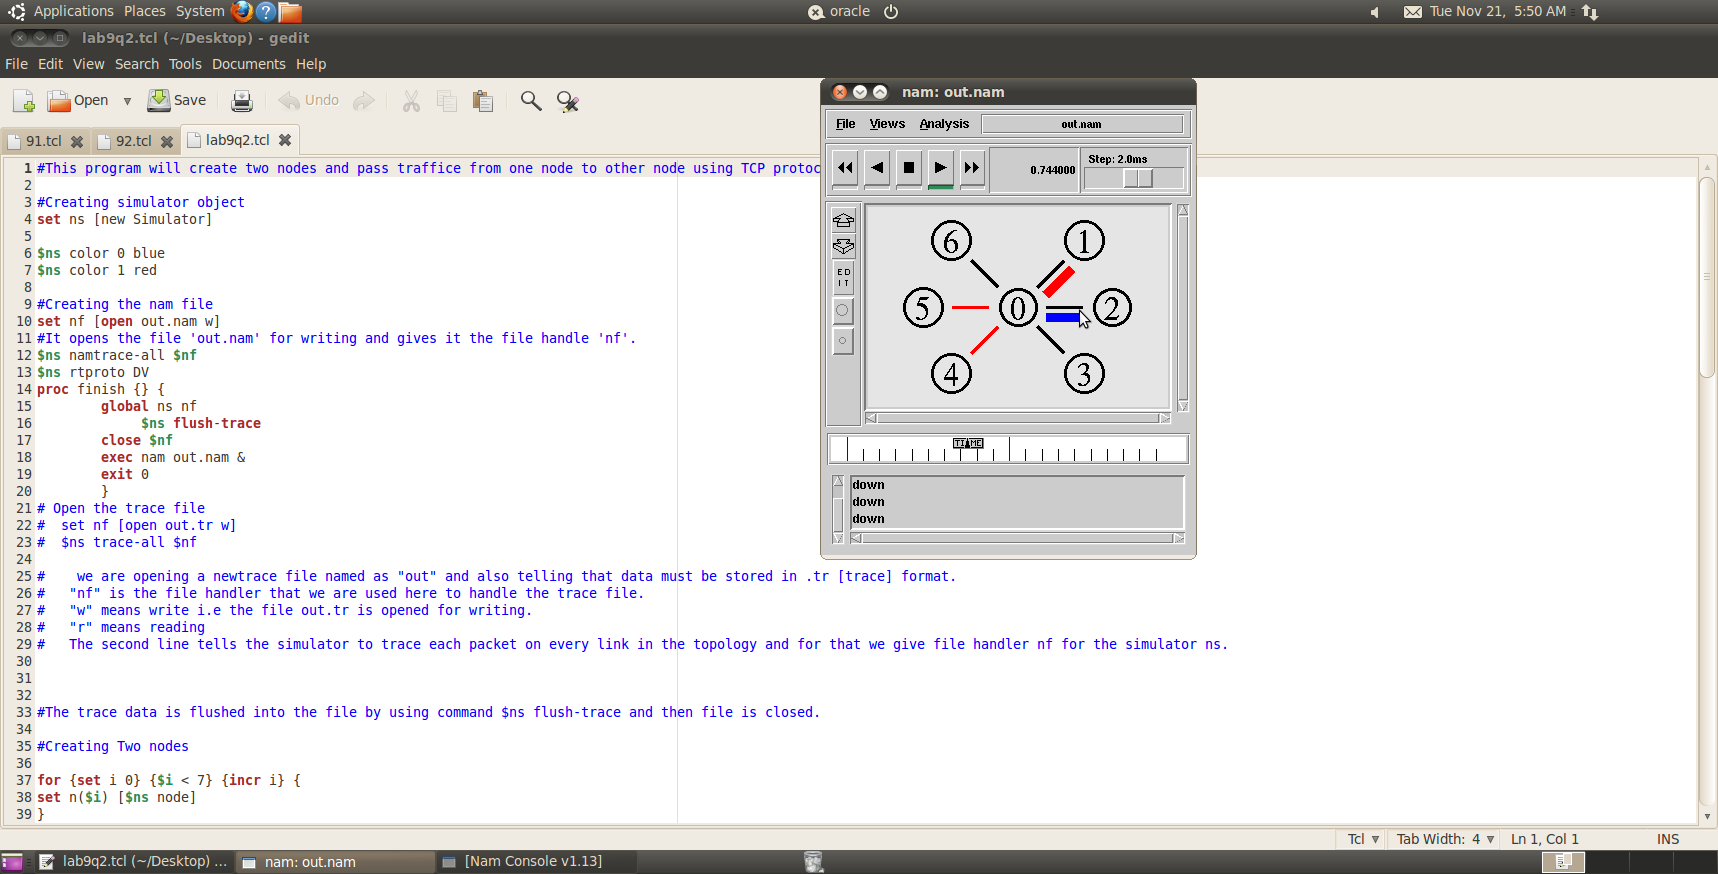 Applications Places System
oracle
Tue Nov 21, 5:50 AM
lab9q2.tcl (~/Desktop) - gedit
File Edit View Search Tools Documents Help
Open Save Undo
91.tcl 92.tcl lab9q2.tcl
1 #This program will create two nodes and pass traffice from one node to other node using TCP protoc
2
3 #Creating simulator object
4 set ns [new Simulator]
5
6 $ns color 0 blue
7 $ns color 1 red
8
9 #Creating the nam file
10 set nf [open out.nam w]
11 #It opens the file 'out.nam' for writing and gives it the file handle 'nf'.
12 $ns namtrace-all $nf
13 $ns rtproto DV
14 proc finish {} {
15 global ns nf
16 $ns flush-trace
17 close $nf
18 exec nam out.nam &
19 exit 0
20 }
21 # Open the trace file
22 #  set nf [open out.tr w]
23 #  $ns trace-all $nf
24
25 #    we are opening a newtrace file named as "out" and also telling that data must be stored in .tr [trace] format.
26 #   "nf" is the file handler that we are used here to handle the trace file.
27 #   "w" means write i.e the file out.tr is opened for writing.
28 #   "r" means reading
29 #   The second line tells the simulator to trace each packet on every link in the topology and for that we give file handler nf for the simulator ns.
30
31
32
33 #The trace data is flushed into the file by using command $ns flush-trace and then file is closed.
34
35 #Creating Two nodes
36
37 for {set i 0} {$i < 7} {incr i} {
38 set n($i) [$ns node]
39 }
nam: out.nam
File Views Analysis out.nam
0.744000 Step: 2.0ms
ED
IT
6 1
5 0 2
4 3
TIME
down
down
down
Tcl Tab Width: 4 Ln 1, Col 1 INS
lab9q2.tcl (~/Desktop) ... nam: out.nam [Nam Console v1.13]